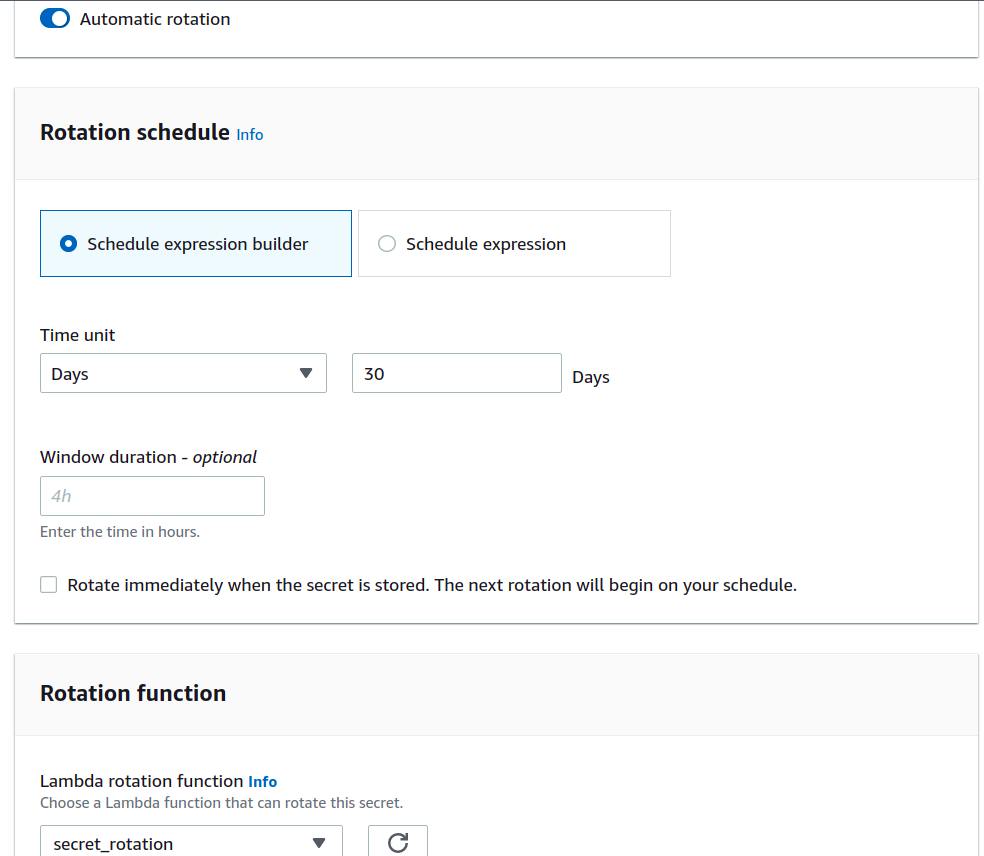 Automatic rotation
Rotation schedule Info
Schedule expression builder
Schedule expression
Time unit
Days
30
Days
Window duration - optional
4h
Enter the time in hours.
Rotate immediately when the secret is stored. The next rotation will begin on your schedule.
Rotation function
Lambda rotation function Info
Choose a Lambda function that can rotate this secret.
secret_rotation